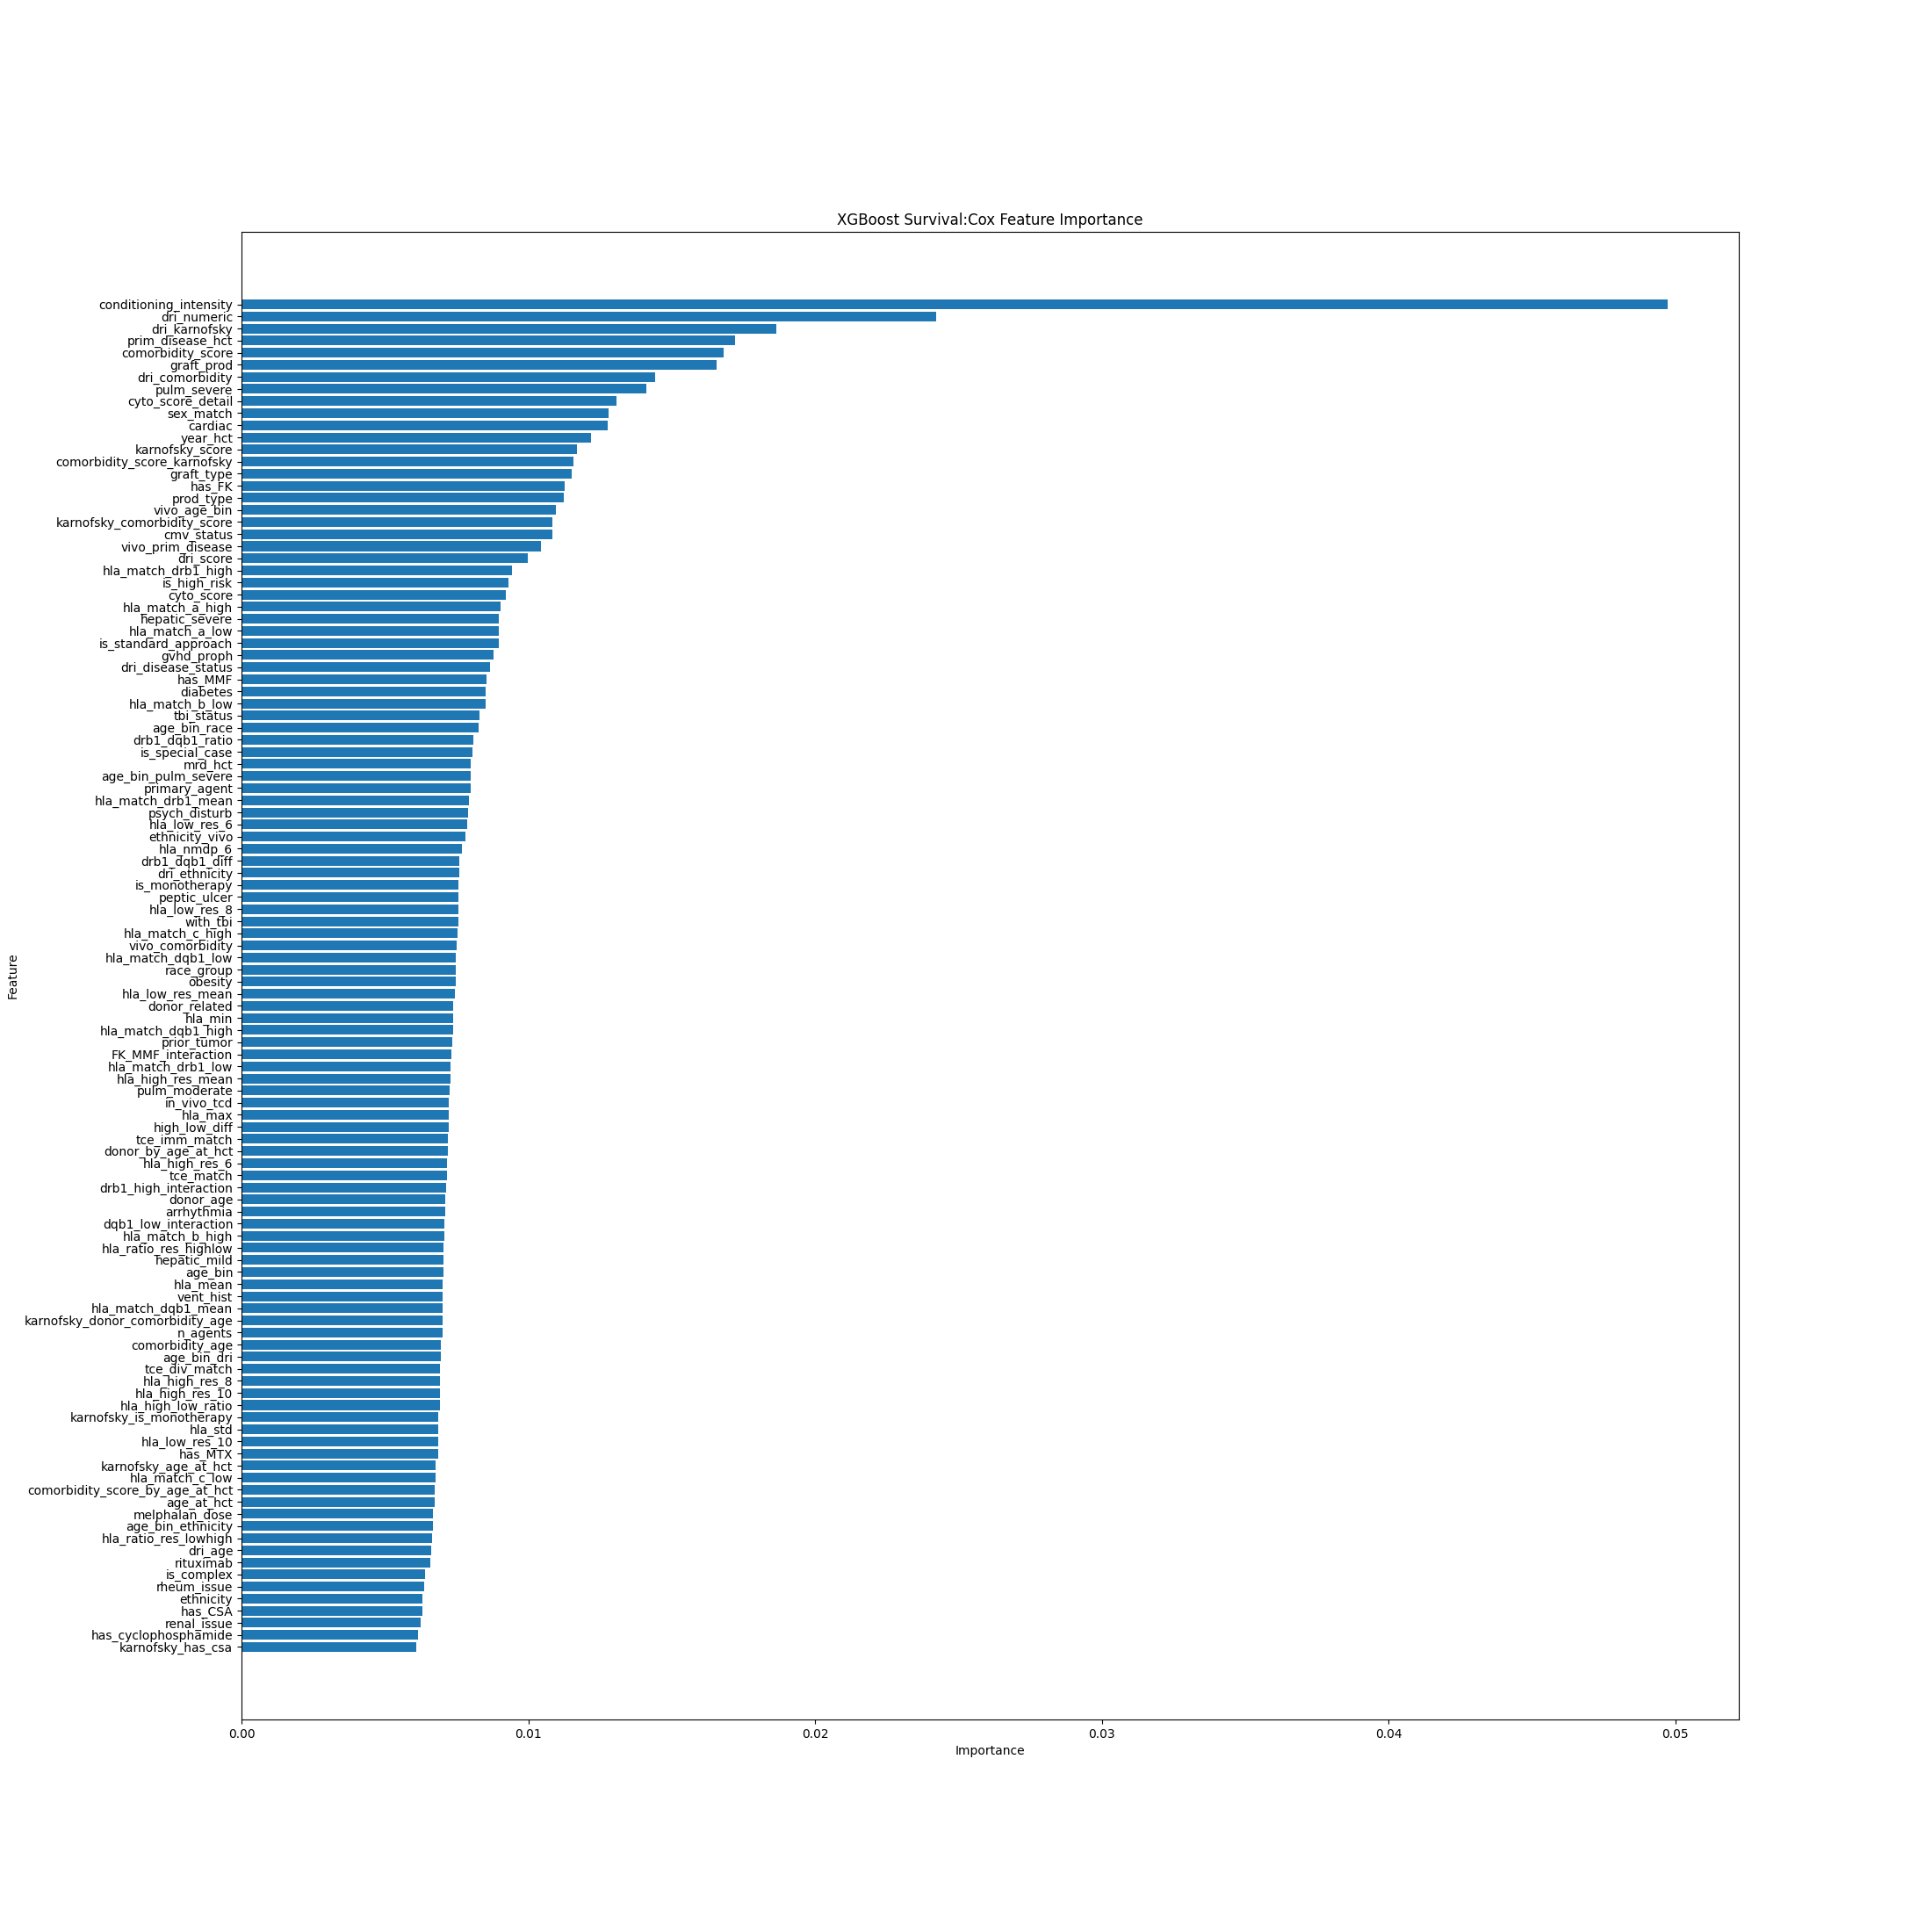 XGBoost Survival:Cox Feature Importance
conditioning_intensity
dri_numeric
dri_karnofsky
prim_disease_hct
comorbidity_score
graft_prod
dri_comorbidity
pulm_severe
cyto_score_detail
sex_match
cardiac
year_hct
karnofsky_score
comorbidity_score_karnofsky
graft_type
has_FK
prod_type
vivo_age_bin
karnofsky_comorbidity_score
cmv_status
vivo_prim_disease
dri_score
hla_match_drb1_high
is_high_risk
cyto_score
hla_match_a_high
hepatic_severe
hla_match_a_low
is_standard_approach
gvhd_proph
dri_disease_status
has_MMF
diabetes
hla_match_b_low
tbi_status
age_bin_race
drb1_dqb1_ratio
is_special_case
mrd_hct
age_bin_pulm_severe
primary_agent
hla_match_drb1_mean
psych_disturb
hla_low_res_6
ethnicity_vivo
hla_nmdp_6
drb1_dqb1_diff
dri_ethnicity
is_monotherapy
peptic_ulcer
hla_low_res_8
with_tbi
hla_match_c_high
vivo_comorbidity
hla_match_dqb1_low
race_group
obesity
hla_low_res_mean
donor_related
hla_min
hla_match_dqb1_high
prior_tumor
FK_MMF_interaction
hla_match_drb1_low
hla_high_res_mean
pulm_moderate
in_vivo_tcd
hla_max
high_low_diff
tce_imm_match
donor_by_age_at_hct
hla_high_res_6
tce_match
drb1_high_interaction
donor_age
arrhythmia
dqb1_low_interaction
hla_match_b_high
hla_ratio_res_highlow
hepatic_mild
age_bin
hla_mean
vent_hist
hla_match_dqb1_mean
karnofsky_donor_comorbidity_age
n_agents
comorbidity_age
age_bin_dri
tce_div_match
hla_high_res_8
hla_high_res_10
hla_high_low_ratio
karnofsky_is_monotherapy
hla_std
hla_low_res_10
has_MTX
karnofsky_age_at_hct
hla_match_c_low
comorbidity_score_by_age_at_hct
age_at_hct
melphalan_dose
age_bin_ethnicity
hla_ratio_res_lowhigh
dri_age
rituximab
is_complex
rheum_issue
ethnicity
has_CSA
renal_issue
has_cyclophosphamide
karnofsky_has_csa
Feature
0.00 0.01 0.02 0.03 0.04 0.05
Importance